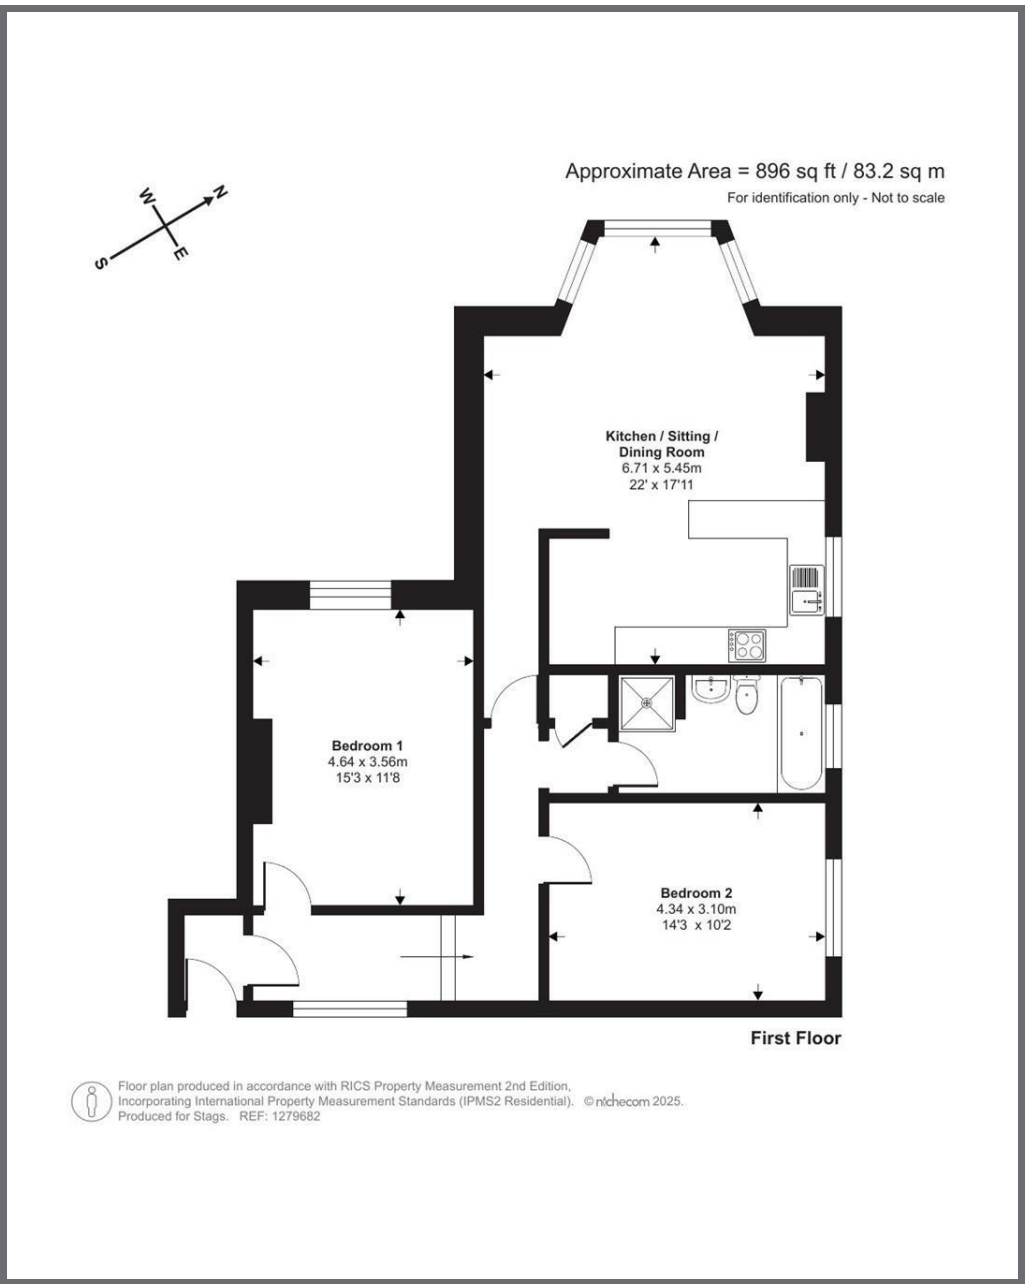 Approximate Area = 896 sq ft / 83.2 sq m
For identification only - Not to scale
N
W
E
S
Kitchen / Sitting /
Dining Room
6.71 x 5.45m
22' x 17'11
Bedroom 1
4.64 x 3.56m
15'3 x 11'8
Bedroom 2
4.34 x 3.10m
14'3 x 10'2
First Floor
Floor plan produced in accordance with RICS Property Measurement 2nd Edition,
Incorporating International Property Measurement Standards (IPMS2 Residential). © nichecom 2025.
Produced for Stags. REF: 1279682